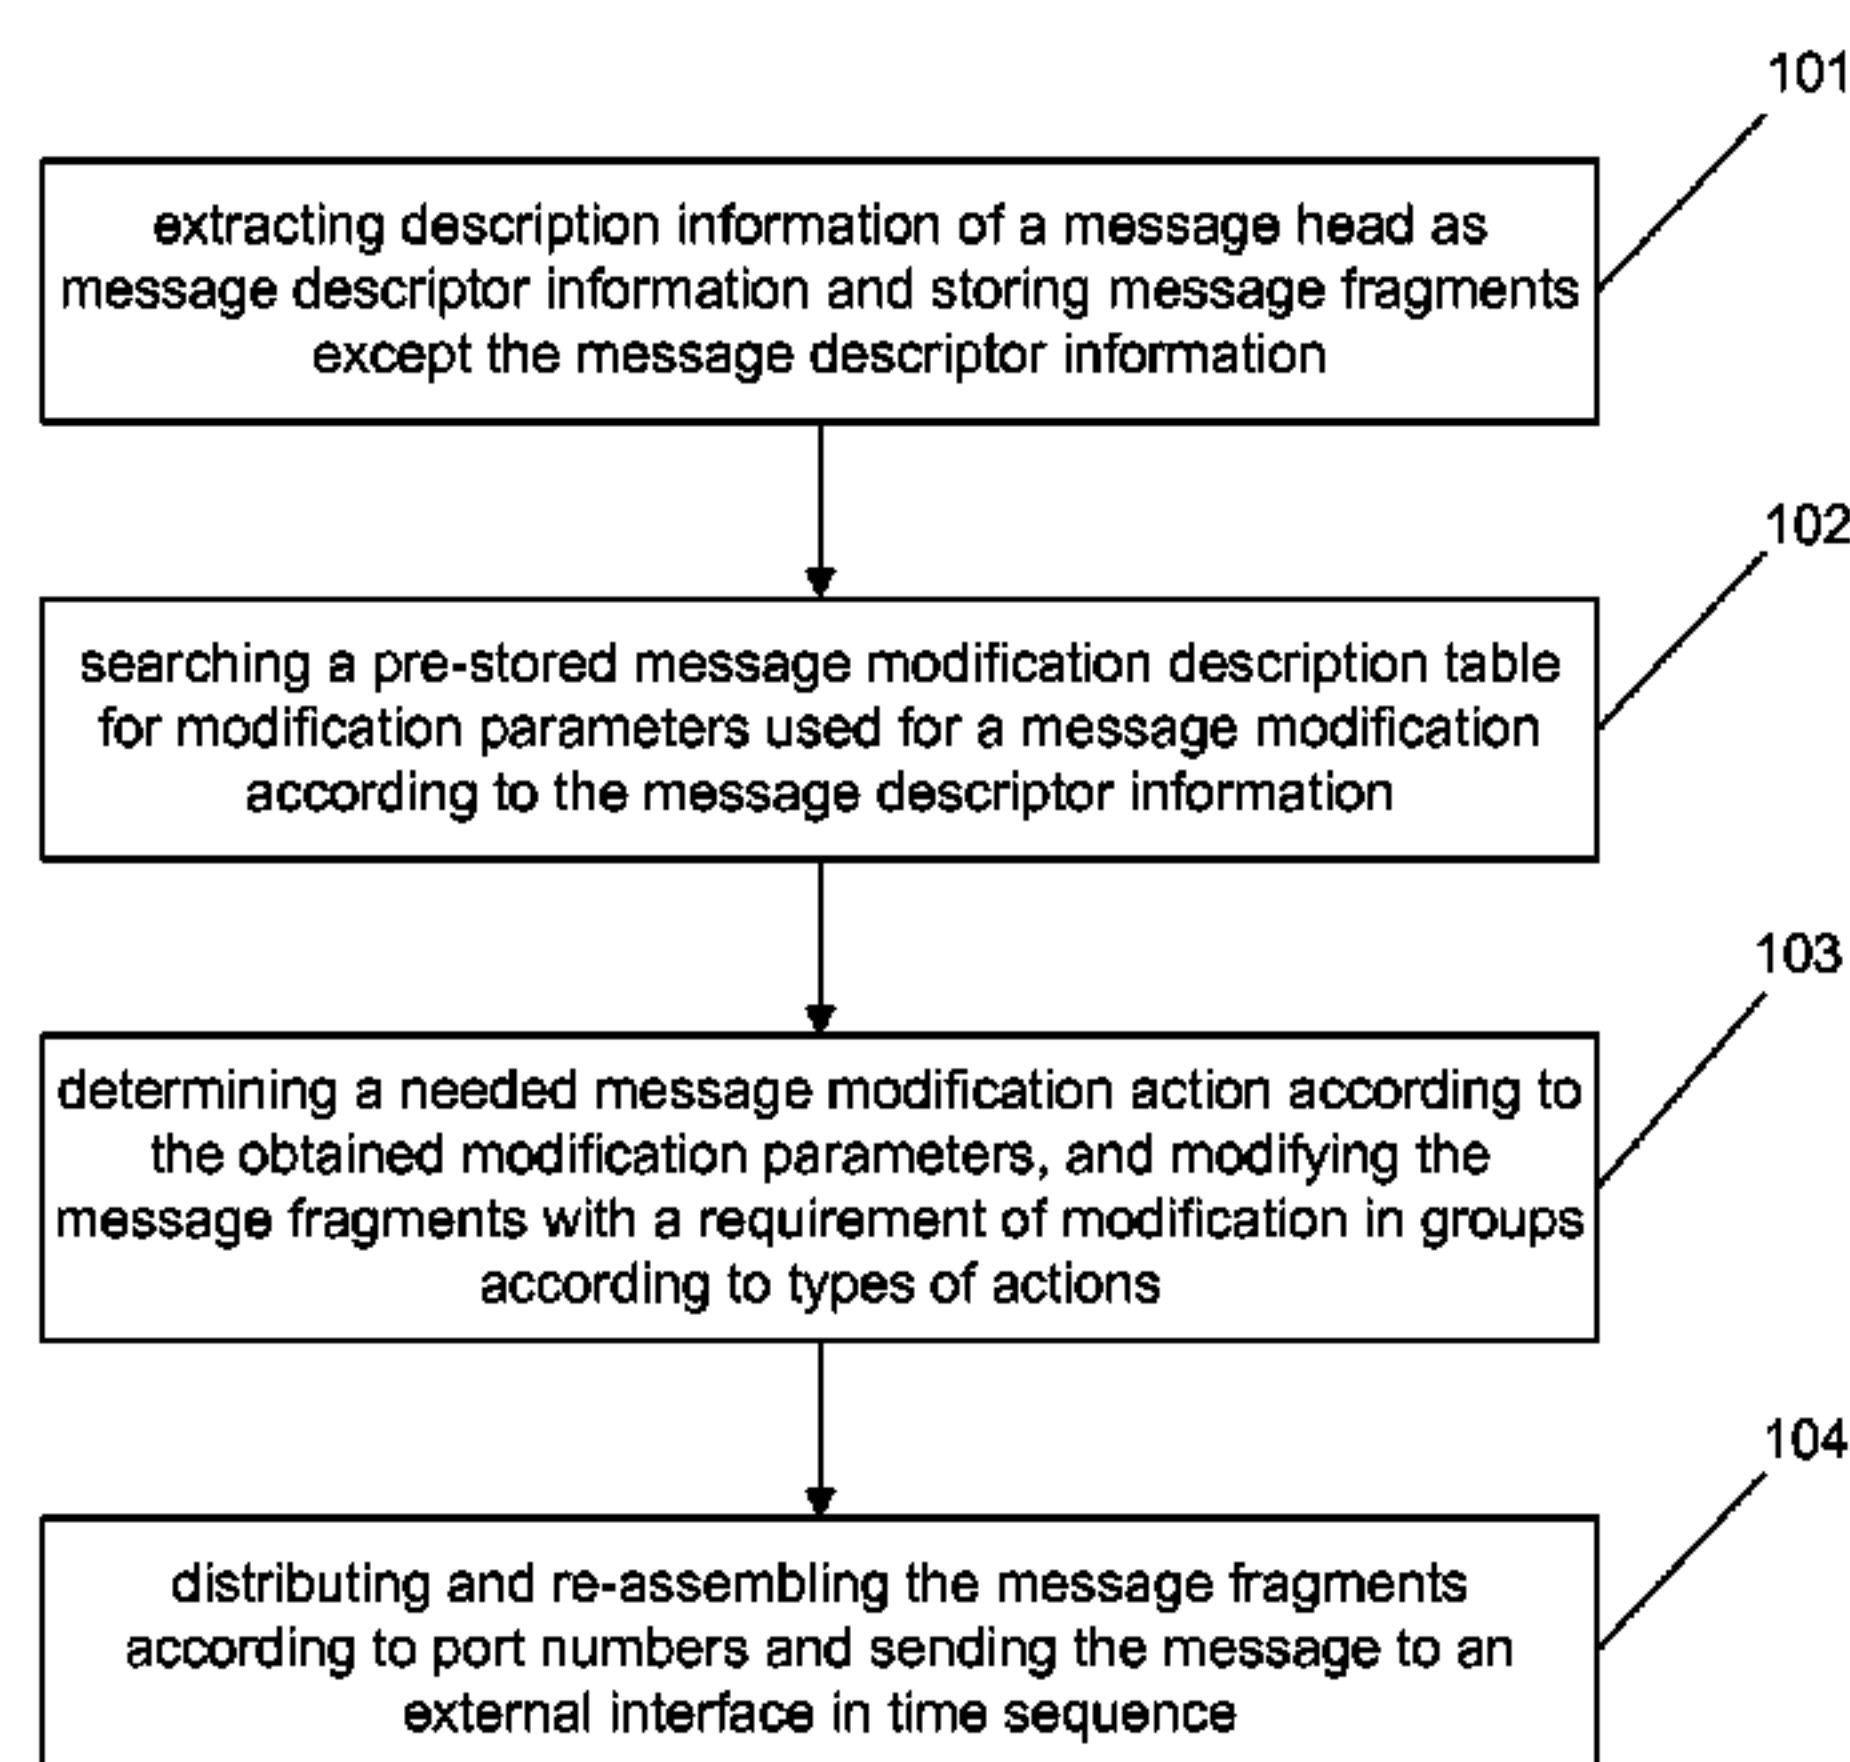 101
extracting description information of a message head as
message descriptor information and storing message fragments
except the message descriptor information
102
searching a pre-stored message modification description table
for modification parameters used for a message modification
according to the message descriptor information
103
determining a needed message modification action according to
the obtained modification parameters, and modifying the
message fragments with a requirement of modification in groups
according to types of actions
104
distributing and re-assembling the message fragments
according to port numbers and sending the message to an
external interface in time sequence